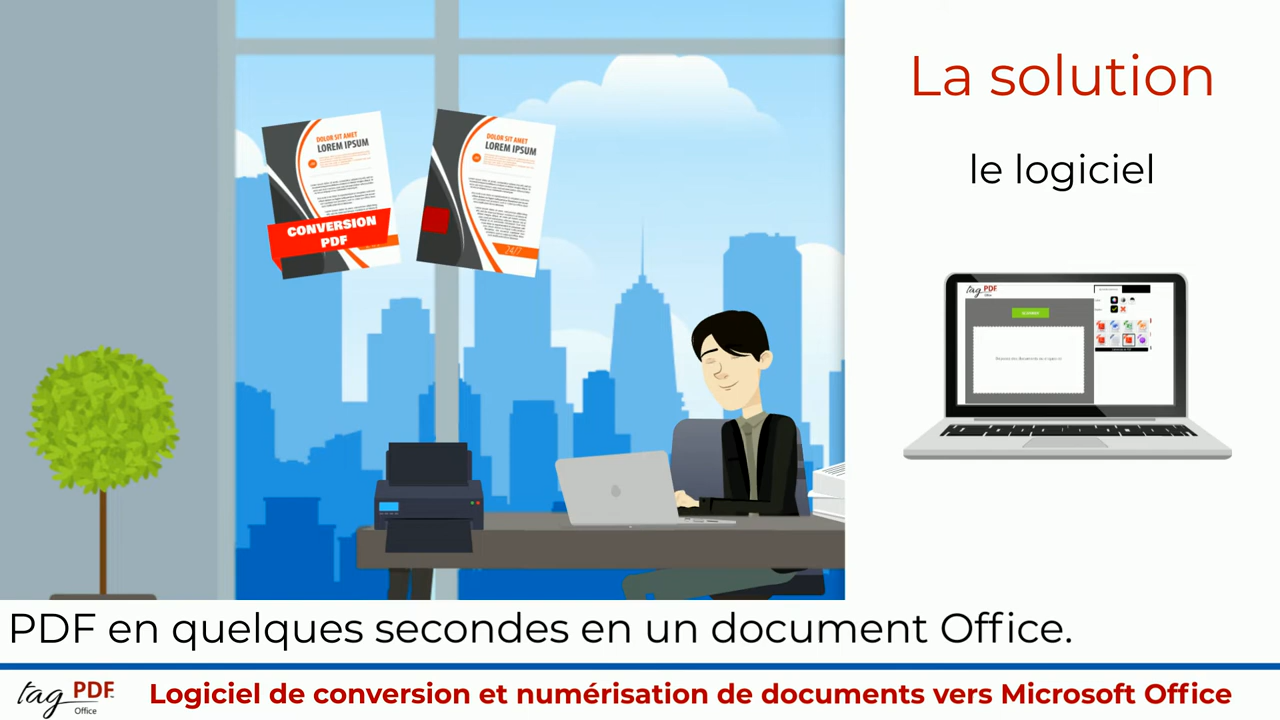 La solution
le logiciel
DOLOR SIT AMET
LOREM IPSUM
CONVERSION
PDF
DOLOR SIT AMET
LOREM IPSUM
24/7
tag PDF
Office
PDF en quelques secondes en un document Office.
tag PDF
Office
Logiciel de conversion et numérisation de documents vers Microsoft Office